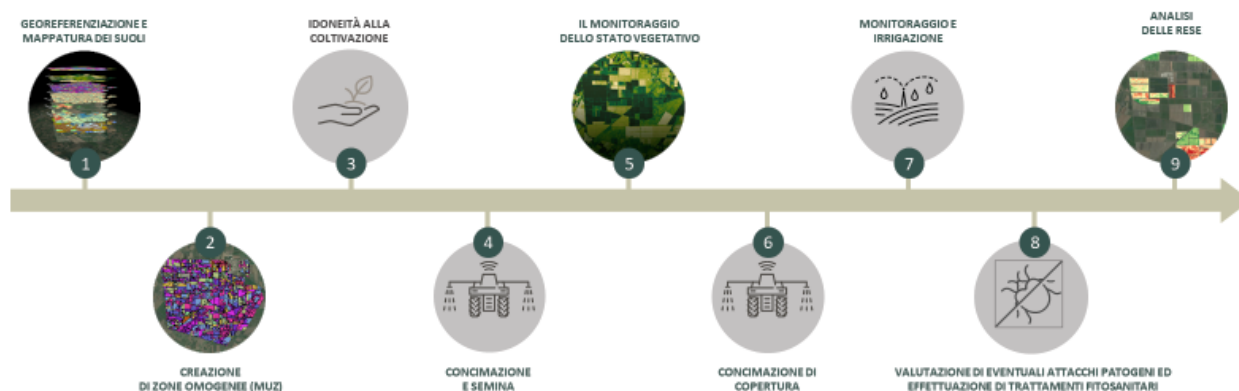 GEOREFERENZIAZIONE E
MAPPATURA DEI SUOLI
1
CREAZIONE
DI ZONE OMOGENEE (MUZ)
2
IDONEITÀ ALLA
COLTIVAZIONE
3
CONCIMAZIONE
E SEMINA
4
IL MONITORAGGIO
DELLO STATO VEGETATIVO
5
CONCIMAZIONE DI
COPERTURA
6
MONITORAGGIO E
IRRIGAZIONE
7
VALUTAZIONE DI EVENTUALI ATTACCHI PATOGENI ED
EFFETTUAZIONE DI TRATTAMENTI FITOSANITARI
8
ANALISI
DELLE RESE
9